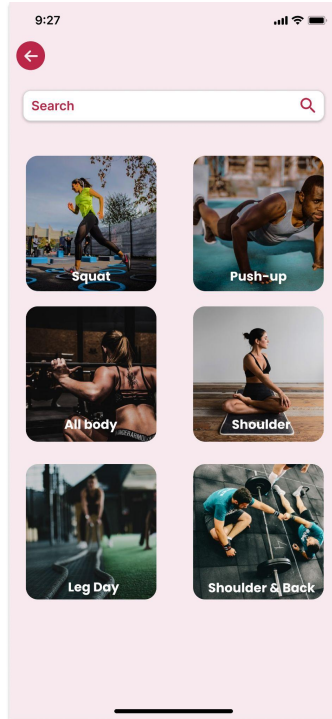 9:27
Search
Squat
Push-up
All body
Shoulder
Leg Day
Shoulder & Back